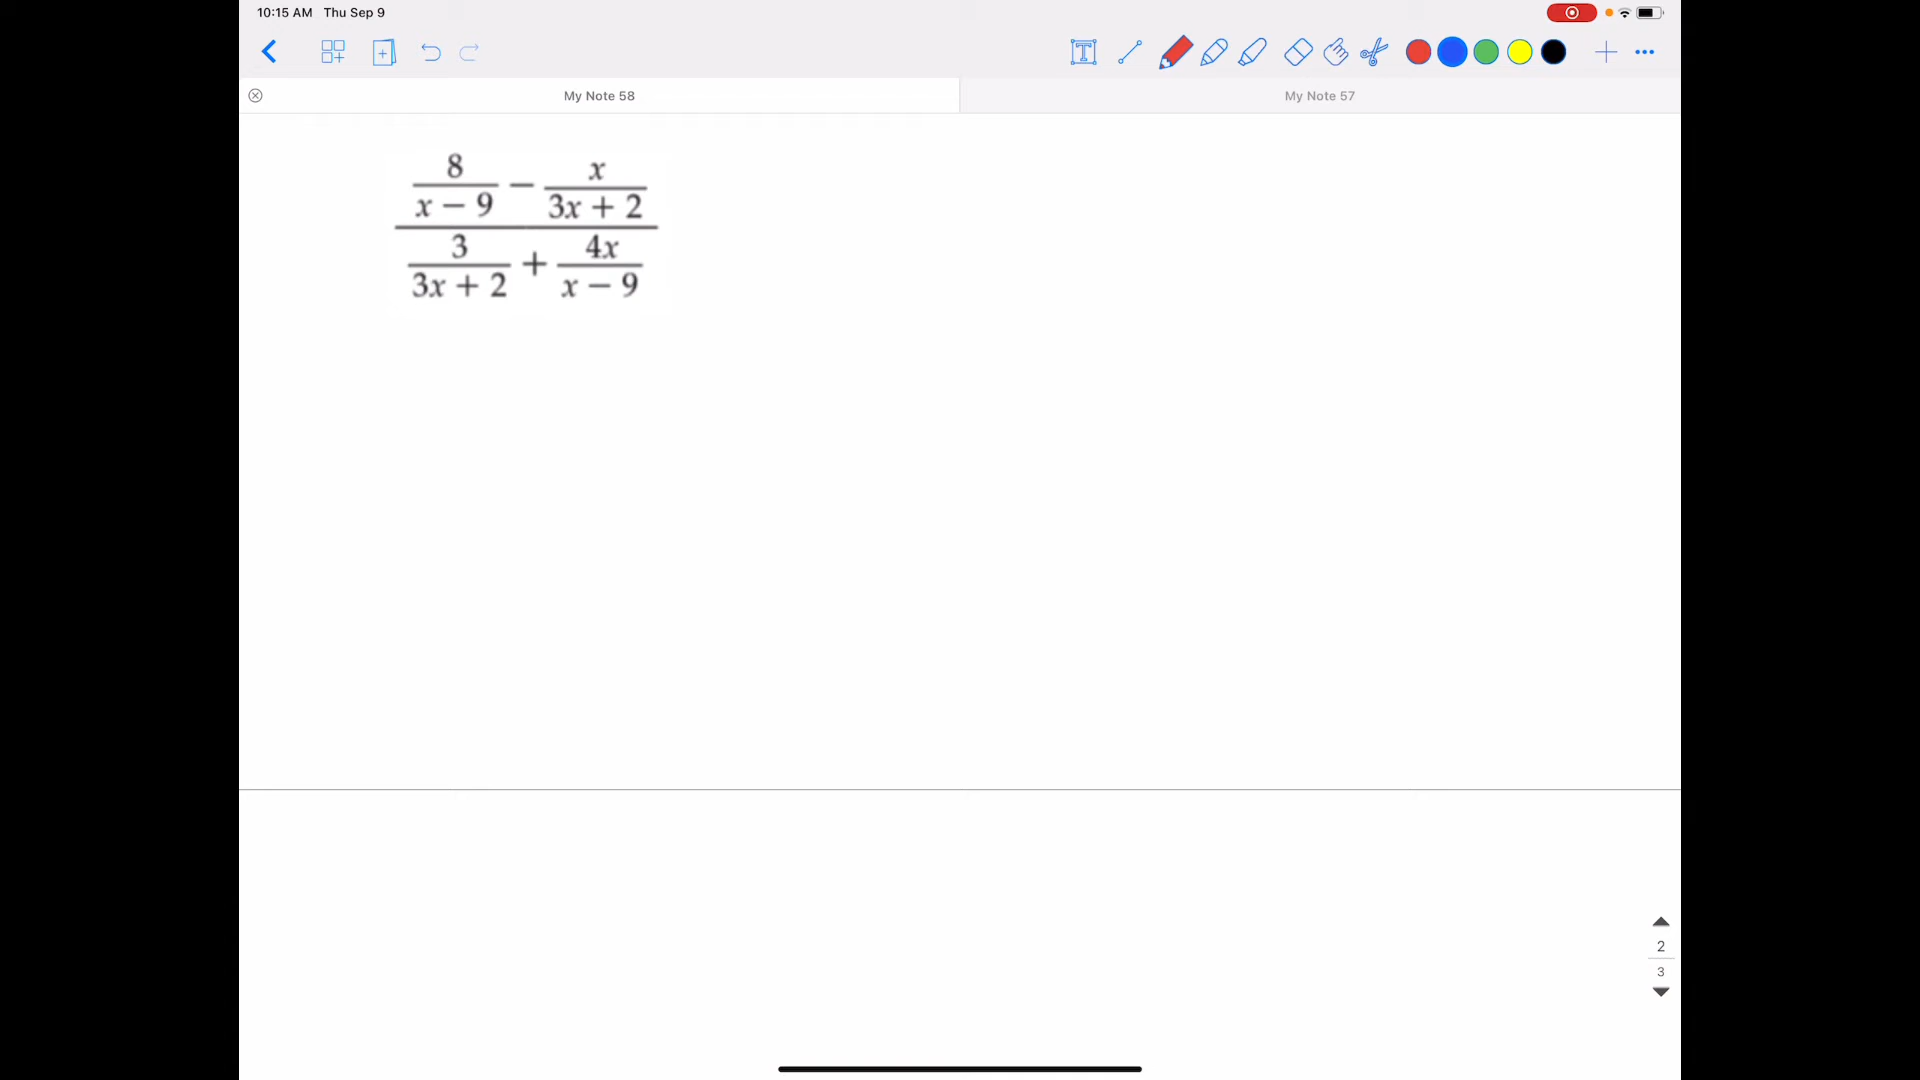 10:15 AM Thu Sep 9
T
My Note 58
My Note 57
8 x
x − 9 − 3x + 2
3 4x
3x + 2 + x − 9
2
3